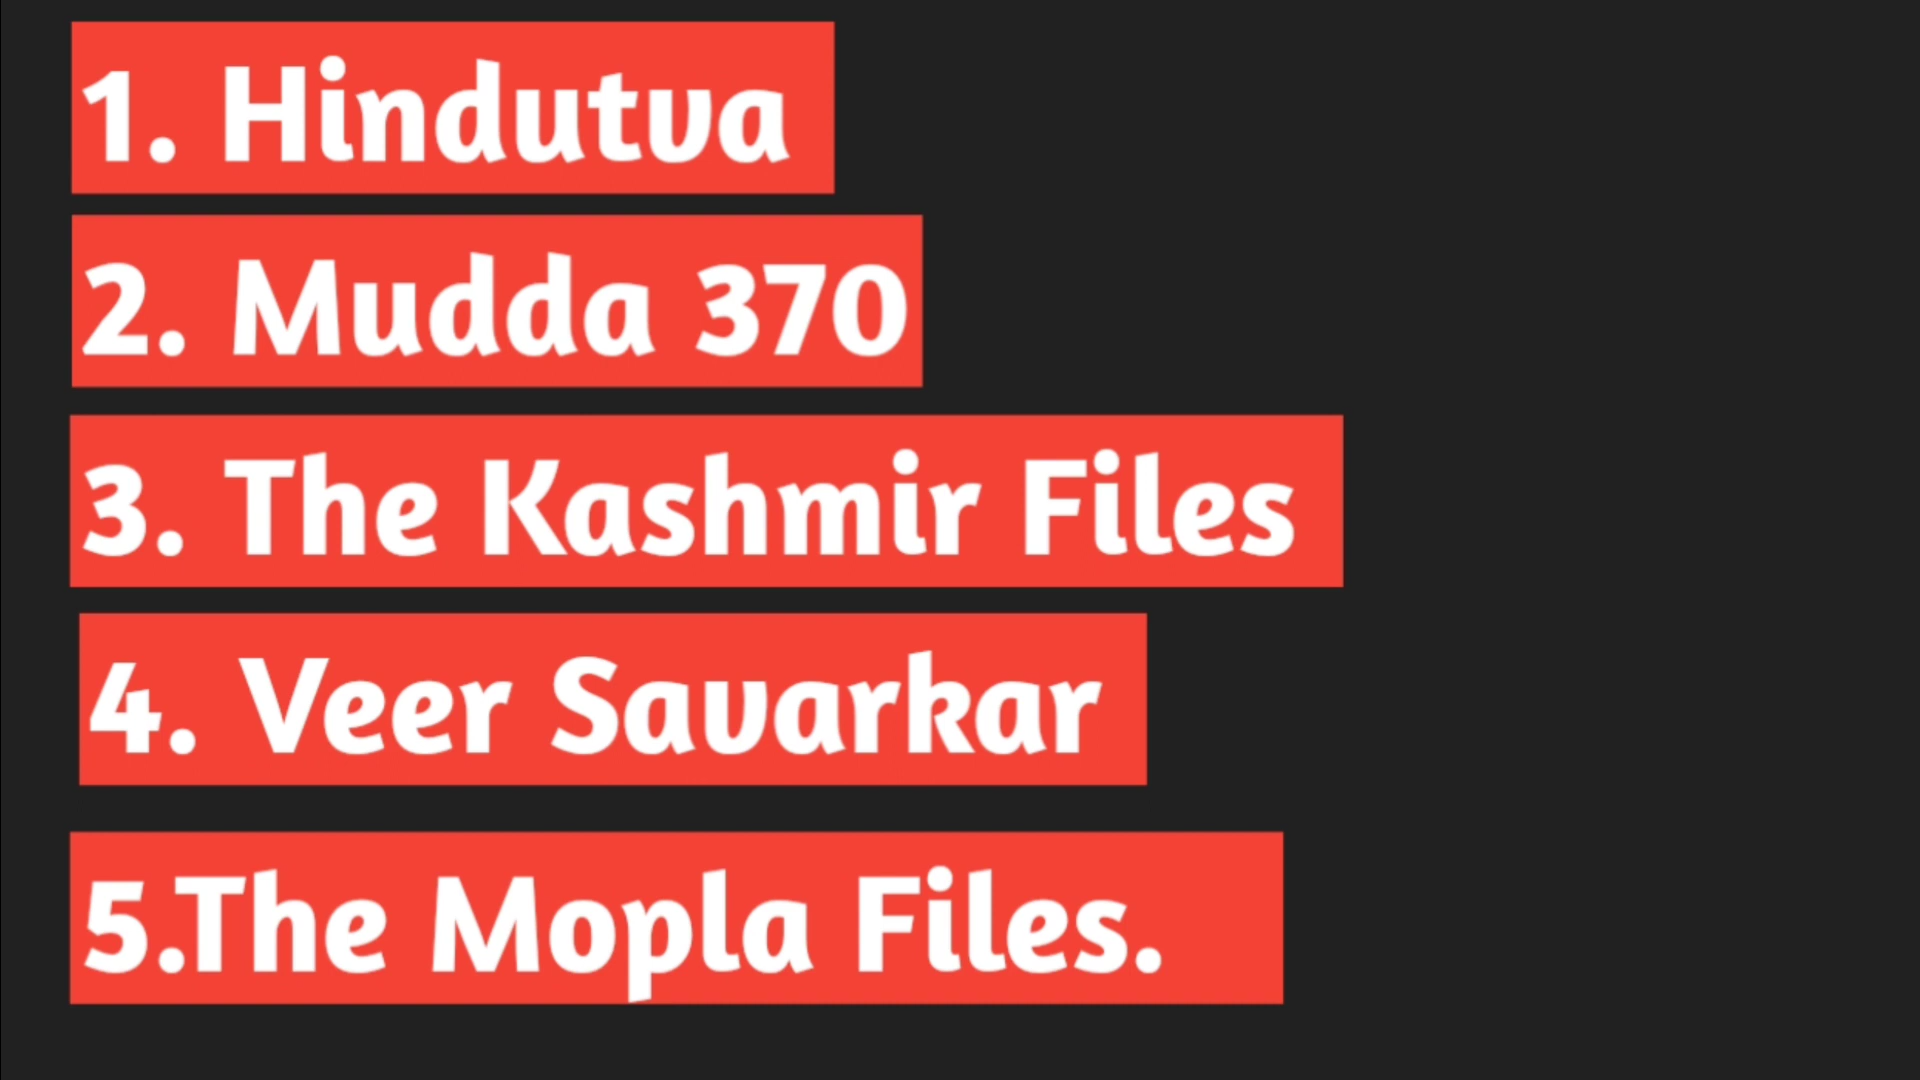 1. Hindutva
2. Mudda 370
3. The Kashmir Files
4. Veer Savarkar
5.The Mopla Files.